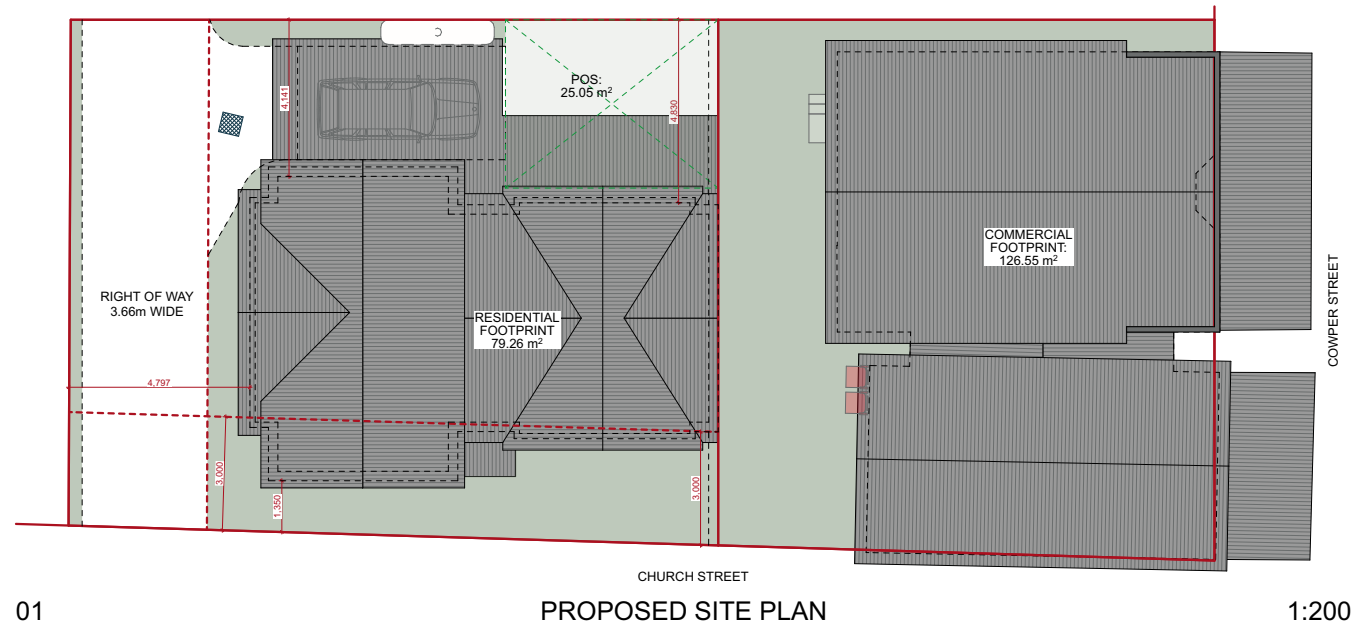 4,141
POS:
25.05 m²
4,830
COMMERCIAL
FOOTPRINT:
126.55 m²
RIGHT OF WAY
3.66m WIDE
RESIDENTIAL
FOOTPRINT
79.26 m²
COWPER STREET
4,797
3,000
1,350
3,000
CHURCH STREET
01
PROPOSED SITE PLAN
1:200